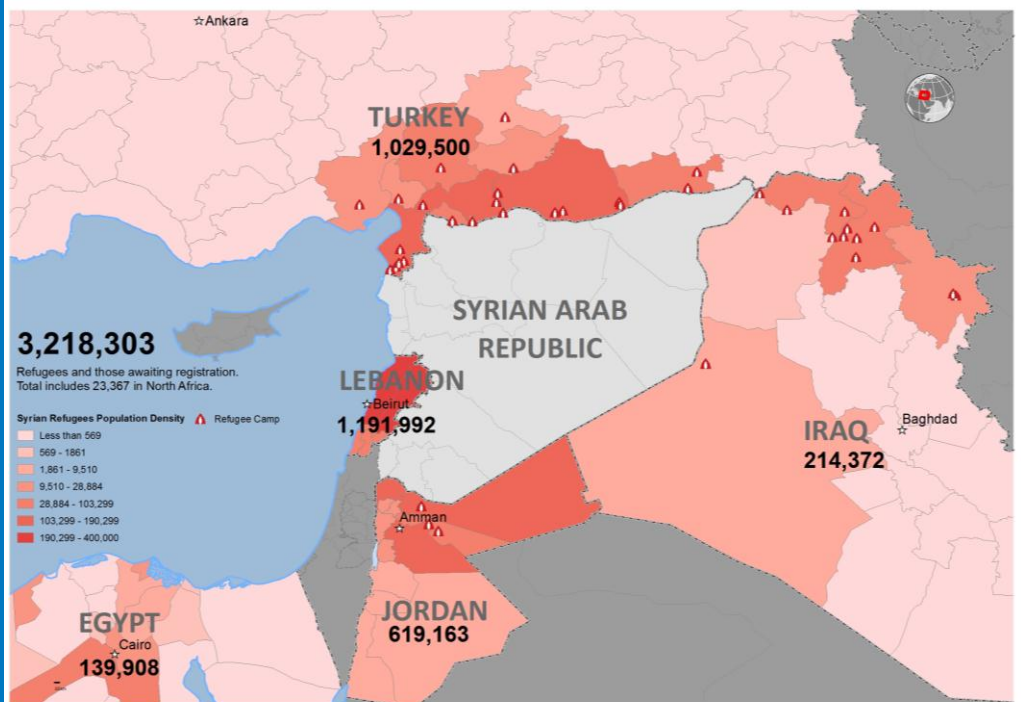 Ankara
TURKEY
1,029,500
SYRIAN ARAB
REPUBLIC
3,218,303
Refugees and those awaiting registration.
Total includes 23,367 in North Africa.
Syrian Refugees Population Density
Refugee Camp
Less than 569
569 - 1861
1,861 - 9,510
9,510 - 28,884
28,884 - 103,299
103,299 - 190,299
190,299 - 400,000
LEBANON
Beirut
1,191,992
IRAQ
Baghdad
214,372
Amman
JORDAN
619,163
EGYPT
Cairo
139,908